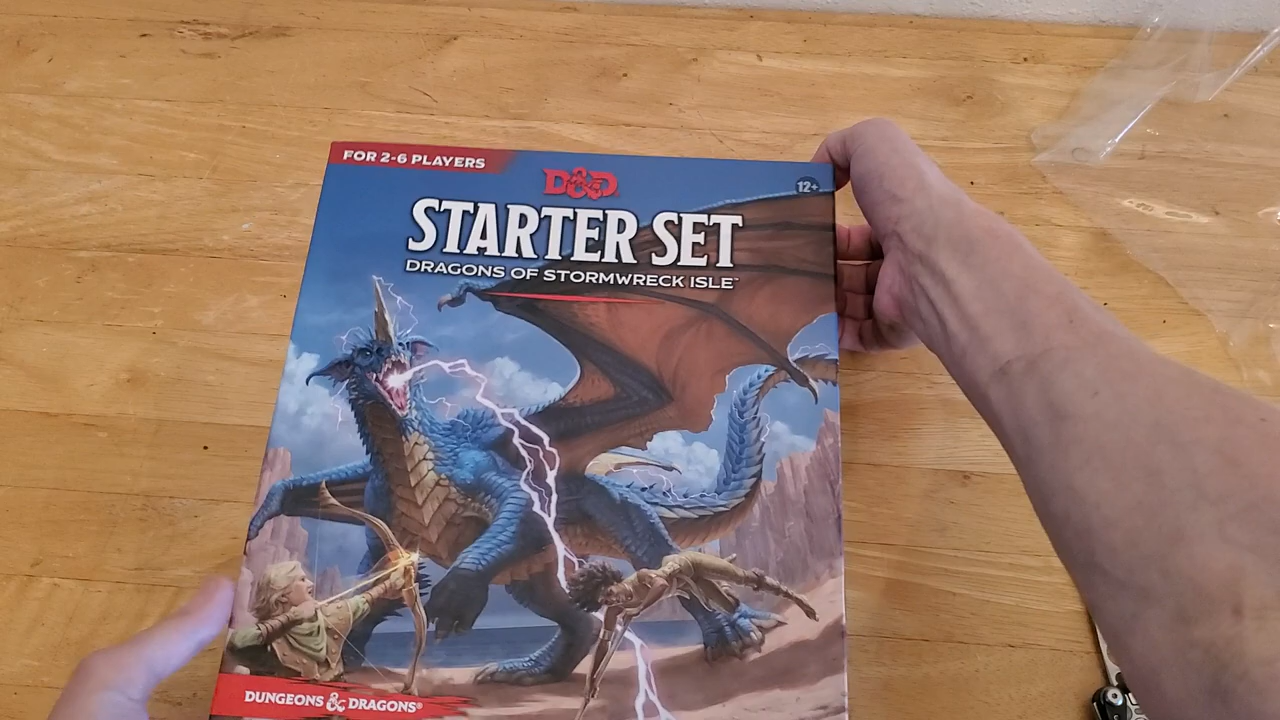 FOR 2-6 PLAYERS
D&D
12+
STARTER SET
DRAGONS OF STORMWRECK ISLE™
DUNGEONS & DRAGONS®